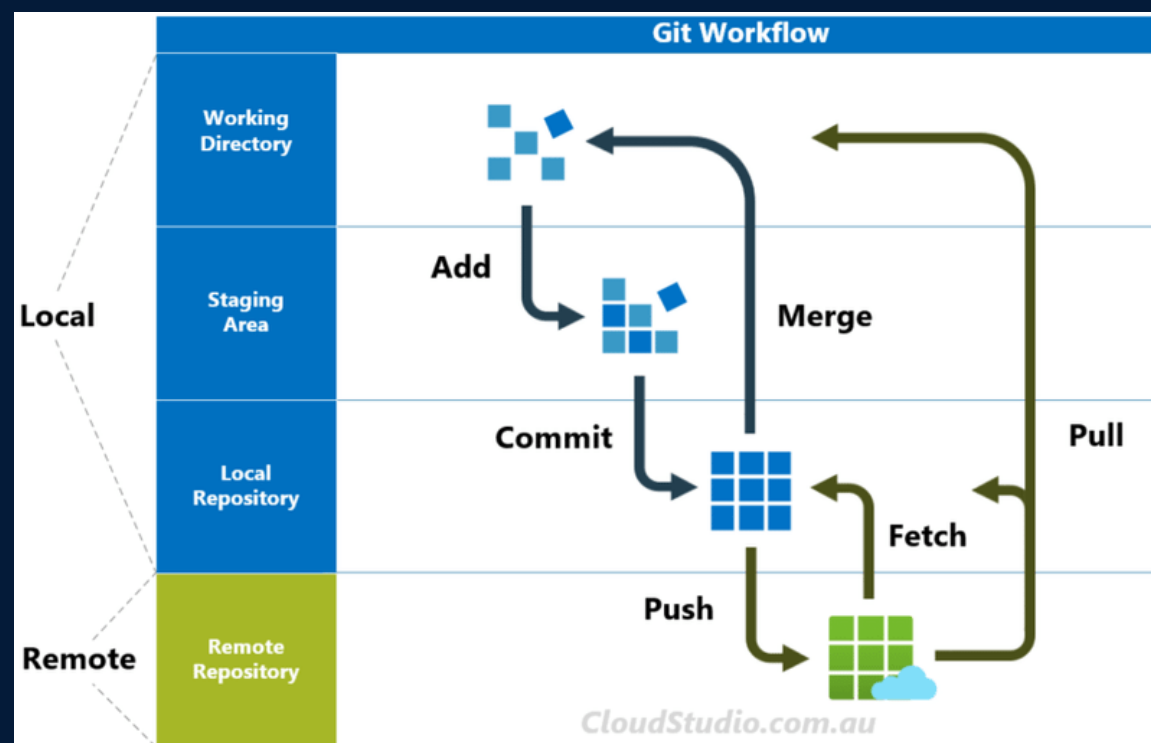 Git Workflow
Working
Directory
Add
Local
Staging
Area
Merge
Commit
Pull
Local
Repository
Fetch
Push
Remote
Remote
Repository
CloudStudio.com.au